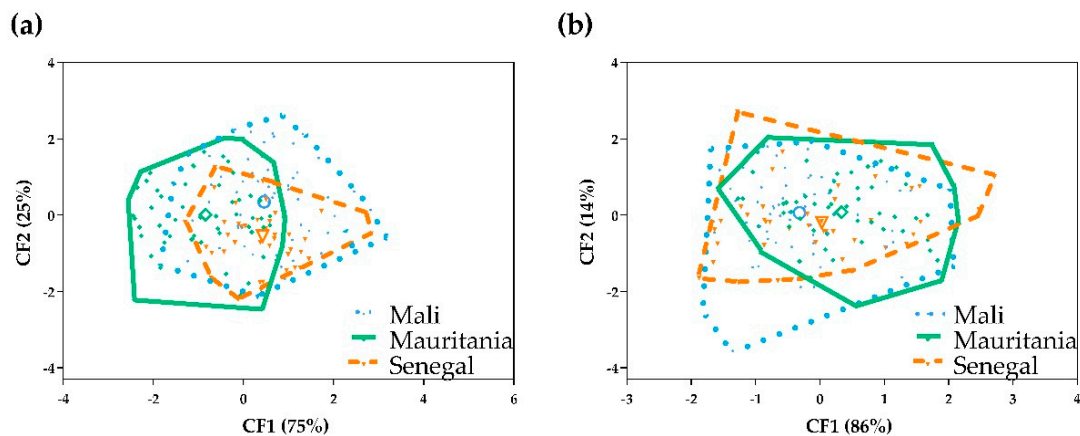 (a)
4
2
0
-2
-4
-4
-2
0
2
4
6
CF2 (25%)
CF1 (75%)
Mali
Mauritania
Senegal
(b)
4
2
0
-2
-4
-3
-2
-1
0
1
2
3
4
CF2 (14%)
CF1 (86%)
Mali
Mauritania
Senegal